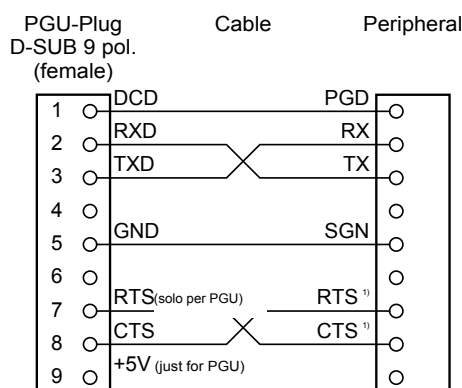 PGU-Plug Cable Peripheral
D-SUB 9 pol.
(female)
1 DCD PGD
2 RXD RX
3 TXD TX
4
5 GND SGN
6
7 RTS(solo per PGU) RTS 1)
8 CTS CTS 1)
9 +5V (just for PGU)